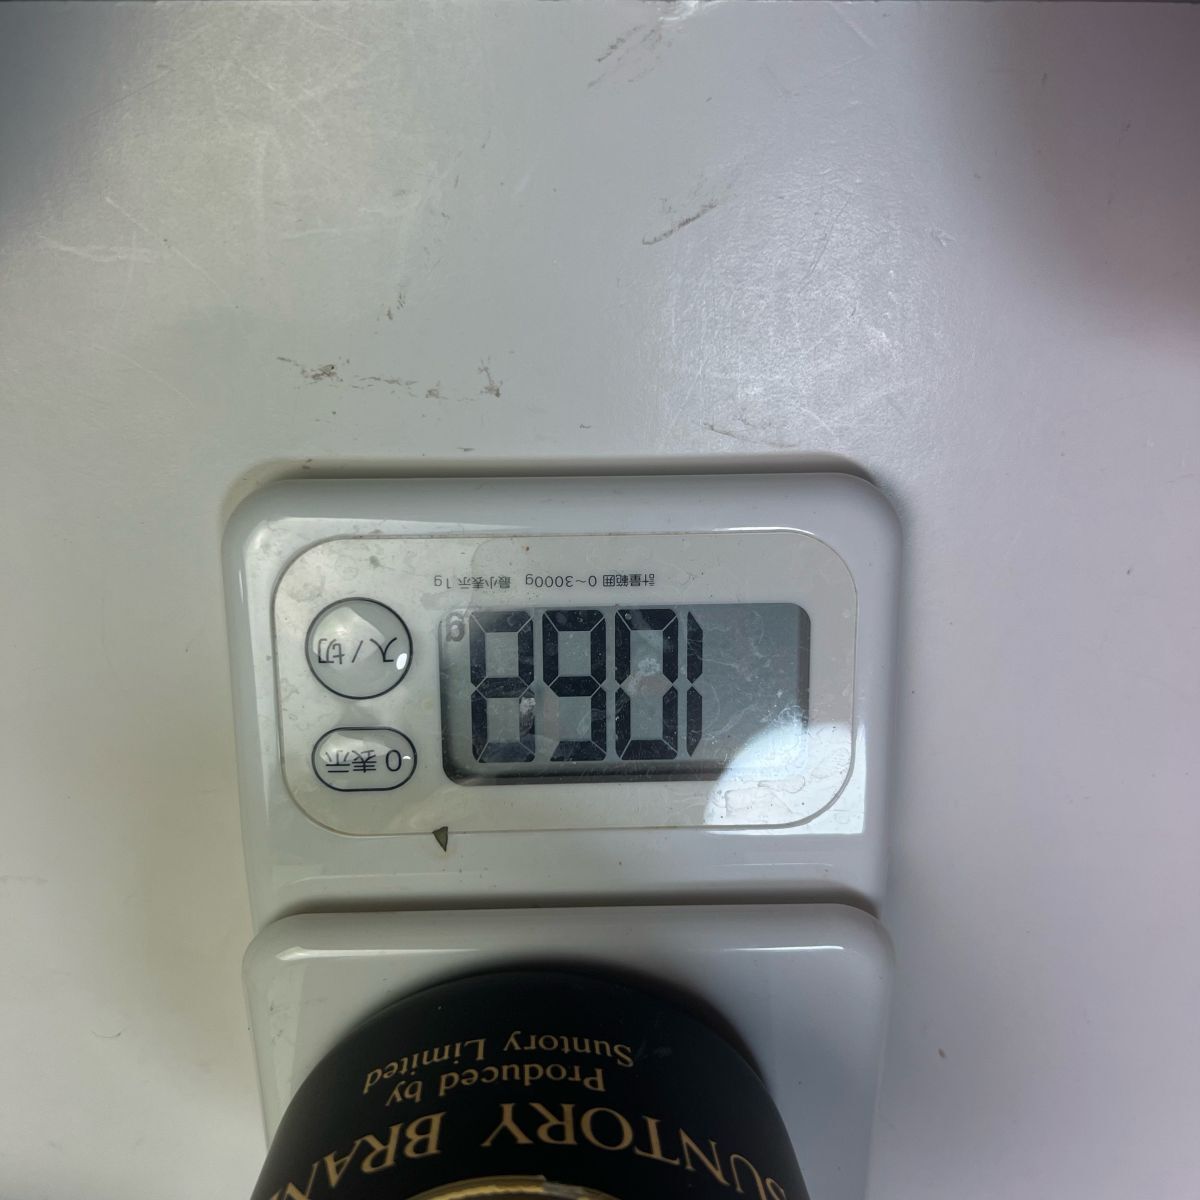 SUNTORY BRAN
Produced by
Suntory Limited
1068 g
0表示
入/切
計量範囲 0~3000g 最小表示 1g